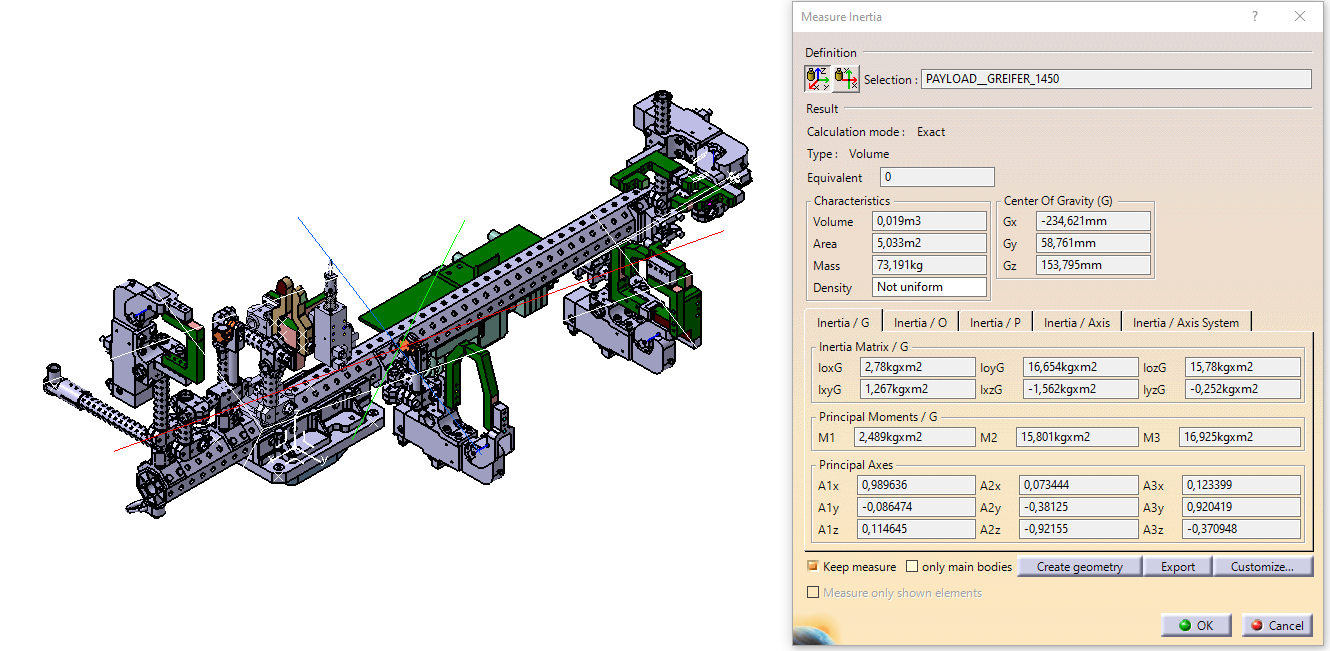 Measure Inertia ?
Definition
Selection : PAYLOAD__GREIFER_1450
Result
Calculation mode : Exact
Type : Volume
Equivalent 0
Characteristics
Volume 0,019m3
Area 5,033m2
Mass 73,191kg
Density Not uniform
Center Of Gravity (G)
Gx -234,621mm
Gy 58,761mm
Gz 153,795mm
Inertia / G Inertia / O Inertia / P Inertia / Axis Inertia / Axis System
Inertia Matrix / G
IoxG 2,78kgxm2 IoyG 16,654kgxm2 IozG 15,78kgxm2
IxyG 1,267kgxm2 IxzG -1,562kgxm2 IyzG -0,252kgxm2
Principal Moments / G
M1 2,489kgxm2 M2 15,801kgxm2 M3 16,925kgxm2
Principal Axes
A1x 0,989636 A2x 0,073444 A3x 0,123399
A1y -0,086474 A2y -0,38125 A3y 0,920419
A1z 0,114645 A2z -0,92155 A3z -0,370948
Keep measure only main bodies Create geometry Export Customize...
Measure only shown elements
OK Cancel